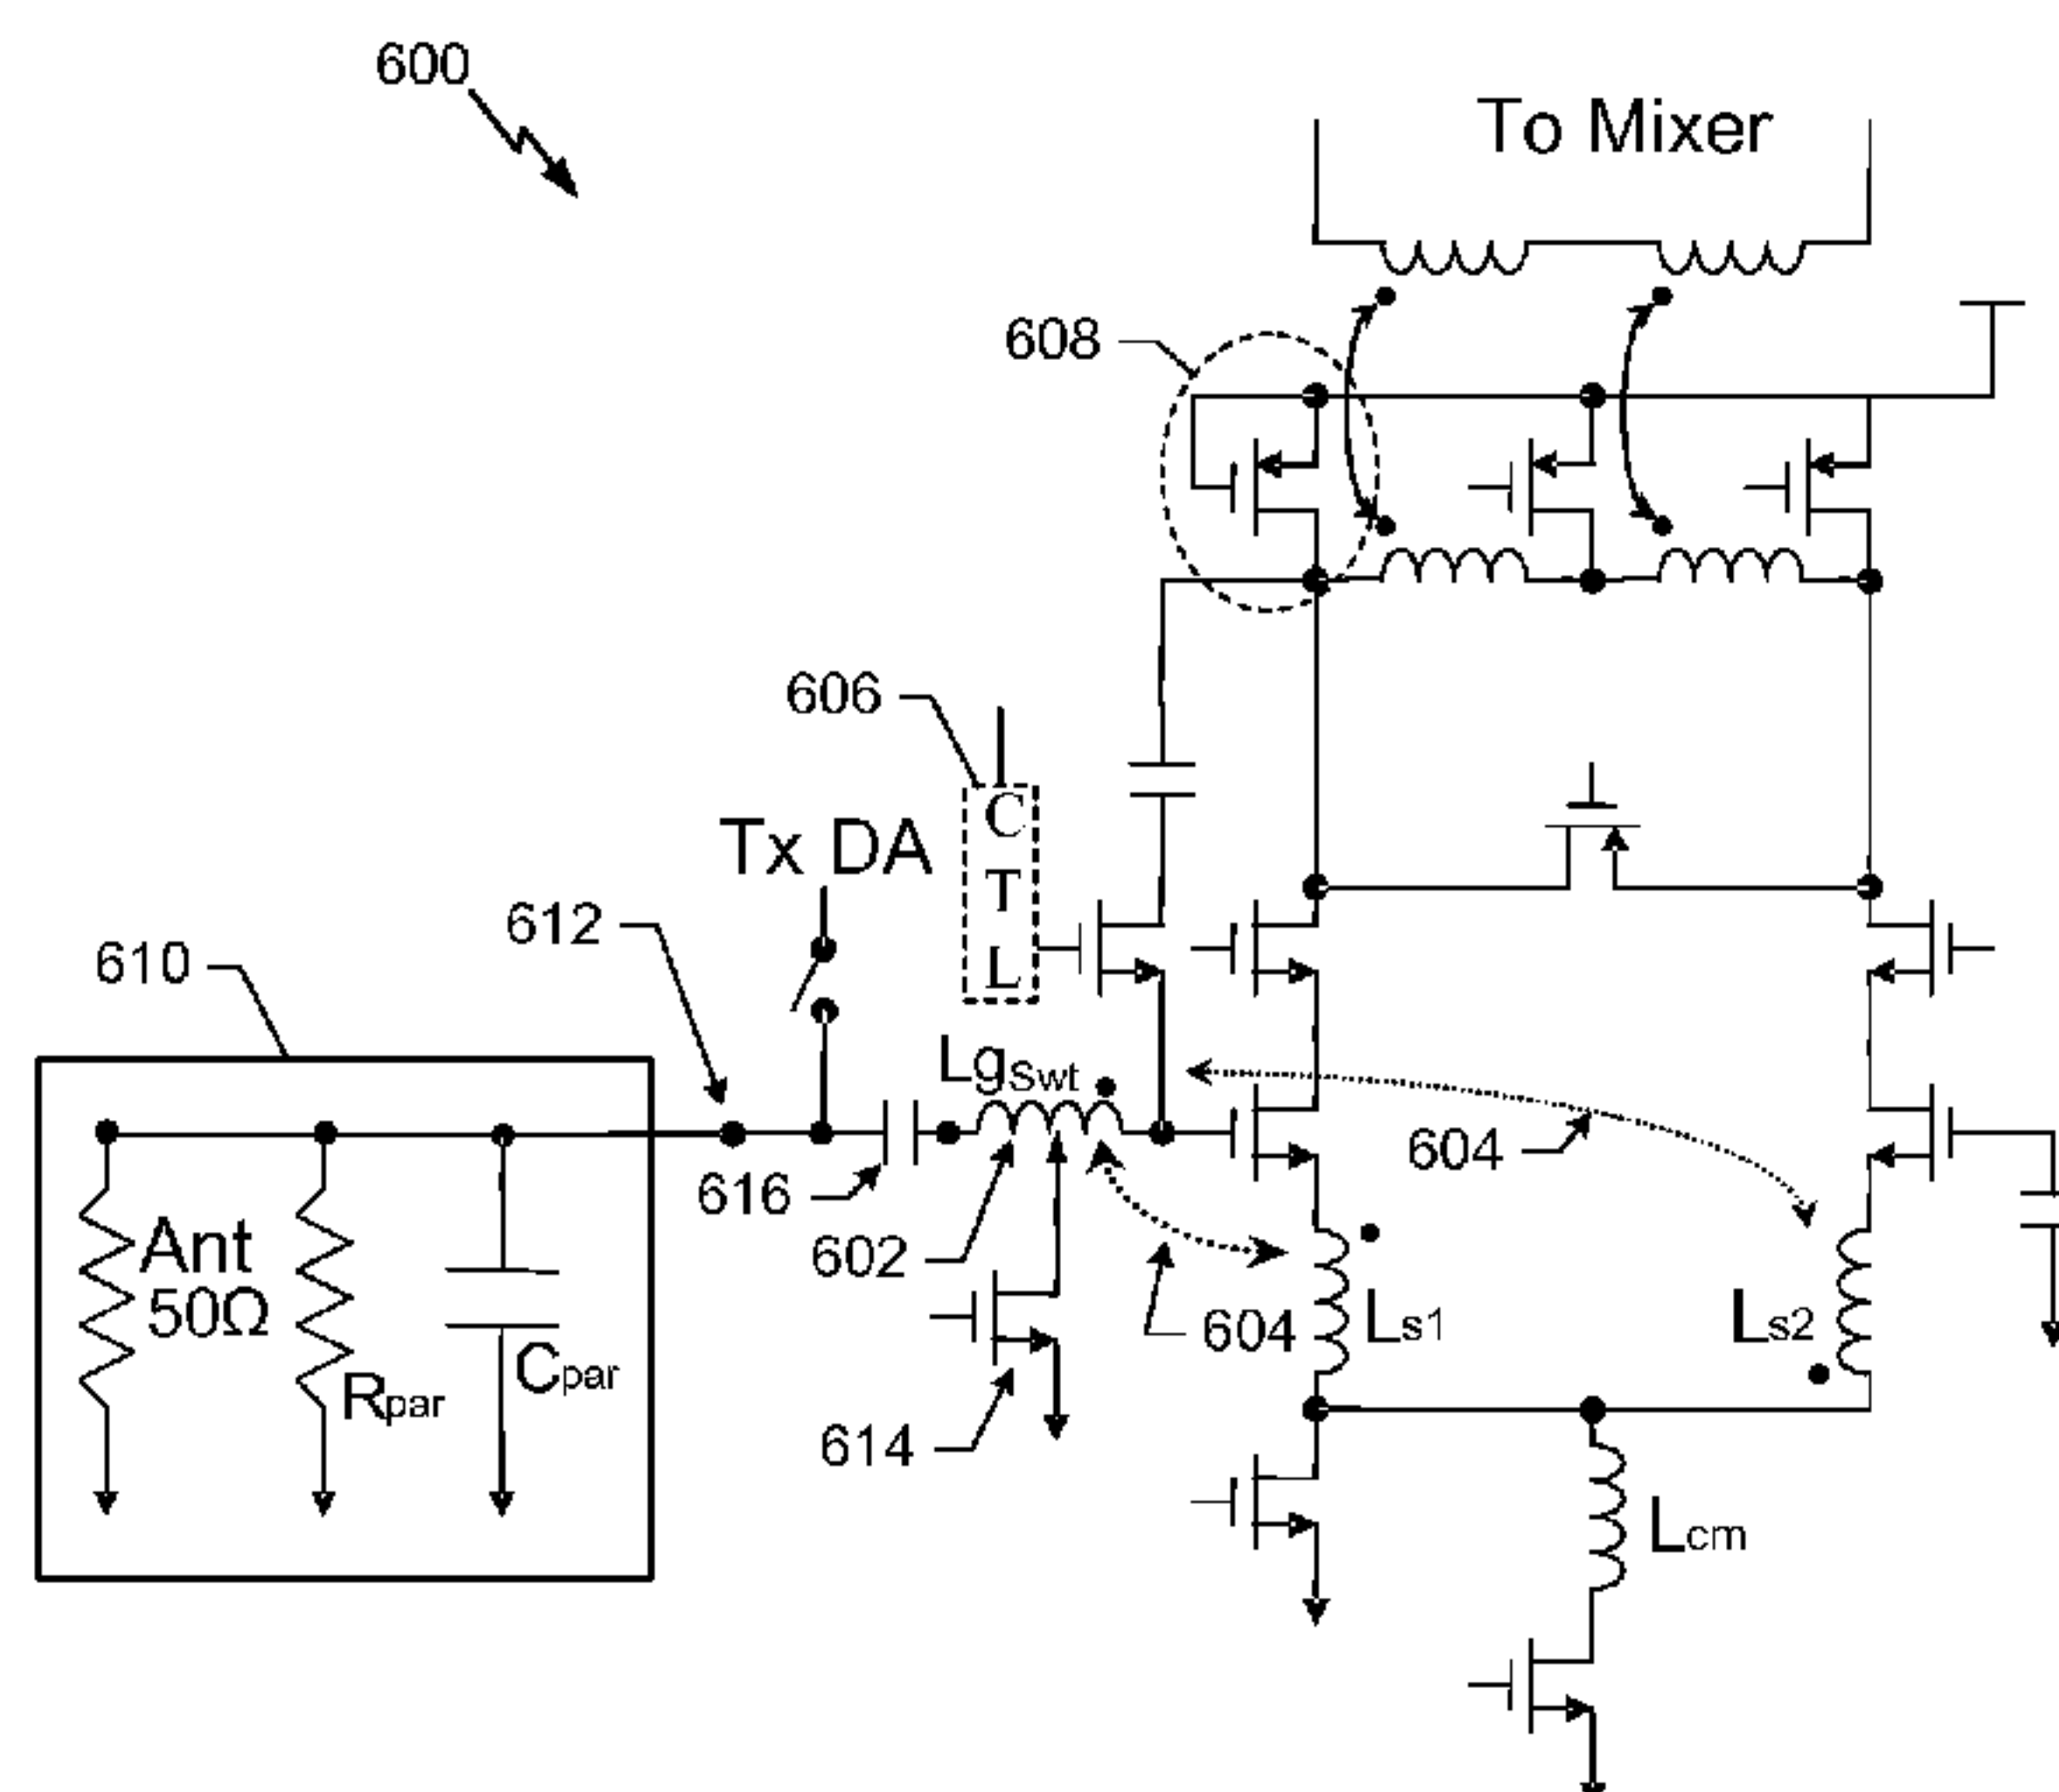 600
To Mixer
608
606
C
T
L
Tx DA
612
610
Lg Swt
604
616
602
Ant
50Ω
Rpar
Cpar
604
Ls1
Ls2
614
Lcm